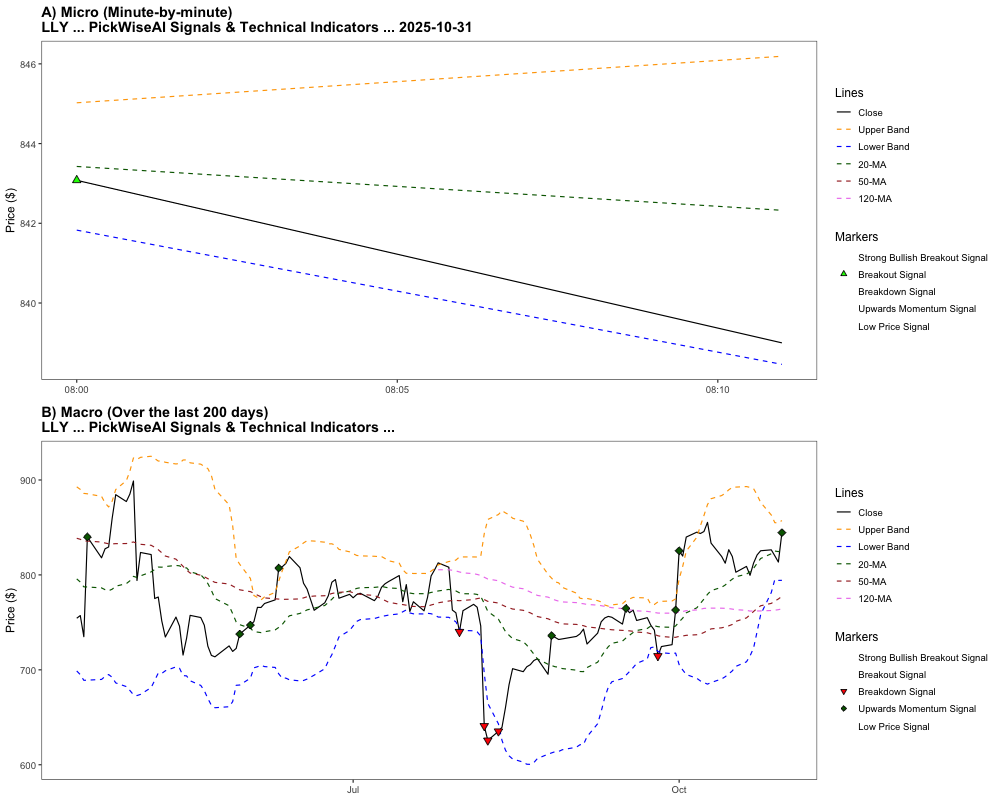 A) Micro (Minute-by-minute)
LLY ... PickWiseAI Signals & Technical Indicators ... 2025-10-31
846
844
842
840
Price ($)
08:00
08:05
08:10
Lines
Close
Upper Band
Lower Band
20-MA
50-MA
120-MA
Markers
Strong Bullish Breakout Signal
Breakout Signal
Breakdown Signal
Upwards Momentum Signal
Low Price Signal
B) Macro (Over the last 200 days)
LLY ... PickWiseAI Signals & Technical Indicators ...
900
800
700
600
Price ($)
Jul
Oct
Lines
Close
Upper Band
Lower Band
20-MA
50-MA
120-MA
Markers
Strong Bullish Breakout Signal
Breakout Signal
Breakdown Signal
Upwards Momentum Signal
Low Price Signal